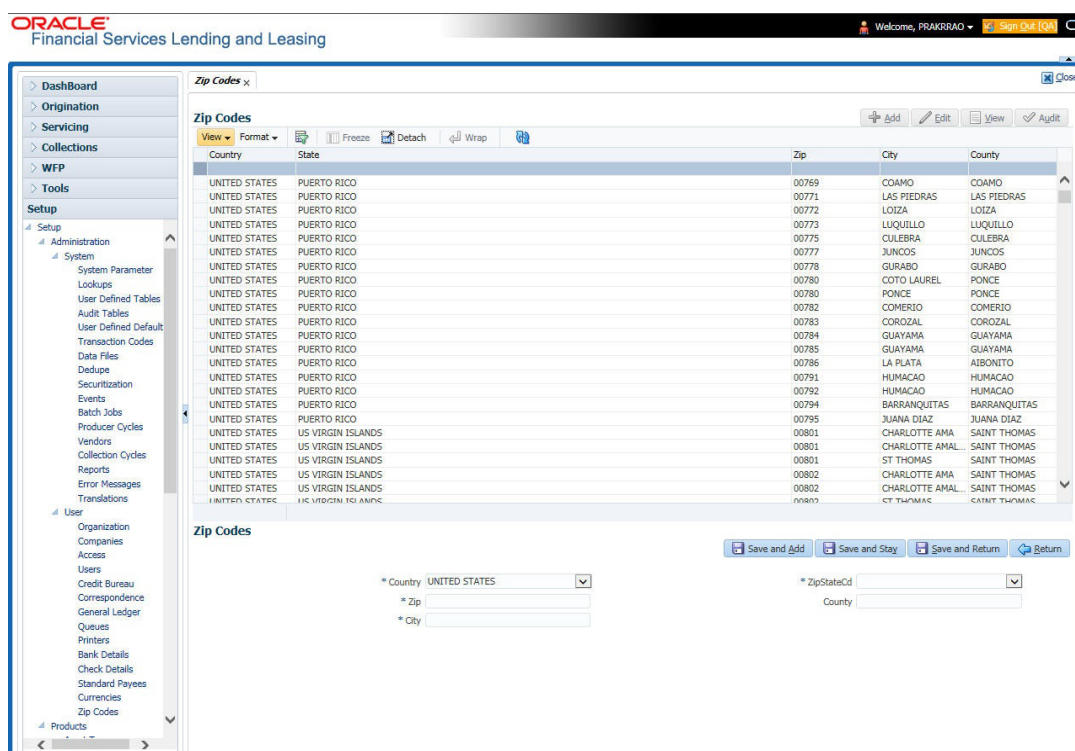 ORACLE
Financial Services Lending and Leasing
Welcome, PRAKRRAO
Sign Out [QA]
DashBoard
Origination
Servicing
Collections
WFP
Tools
Setup
Setup
Administration
System
System Parameter
Lookups
User Defined Tables
Audit Tables
User Defined Default
Transaction Codes
Data Files
Dedupe
Securitization
Events
Batch Jobs
Producer Cycles
Vendors
Collection Cycles
Reports
Error Messages
Translations
User
Organization
Companies
Access
Users
Credit Bureau
Correspondence
General Ledger
Queues
Printers
Bank Details
Check Details
Standard Payees
Currencies
Zip Codes
Products
Zip Codes
Close
Zip Codes
Add Edit View Audit
View Format Freeze Detach Wrap
Country State Zip City County
UNITED STATES PUERTO RICO 00769 COAMO COAMO
UNITED STATES PUERTO RICO 00771 LAS PIEDRAS LAS PIEDRAS
UNITED STATES PUERTO RICO 00772 LOIZA LOIZA
UNITED STATES PUERTO RICO 00773 LUQUILLO LUQUILLO
UNITED STATES PUERTO RICO 00775 CULEBRA CULEBRA
UNITED STATES PUERTO RICO 00777 JUNCOS JUNCOS
UNITED STATES PUERTO RICO 00778 GURABO GURABO
UNITED STATES PUERTO RICO 00780 COTO LAUREL PONCE
UNITED STATES PUERTO RICO 00780 PONCE PONCE
UNITED STATES PUERTO RICO 00782 COMERIO COMERIO
UNITED STATES PUERTO RICO 00783 COROZAL COROZAL
UNITED STATES PUERTO RICO 00784 GUAYAMA GUAYAMA
UNITED STATES PUERTO RICO 00785 GUAYAMA GUAYAMA
UNITED STATES PUERTO RICO 00786 LA PLATA AIBONITO
UNITED STATES PUERTO RICO 00791 HUMACAO HUMACAO
UNITED STATES PUERTO RICO 00792 HUMACAO HUMACAO
UNITED STATES PUERTO RICO 00794 BARRANQUITAS BARRANQUITAS
UNITED STATES PUERTO RICO 00795 JUANA DIAZ JUANA DIAZ
UNITED STATES US VIRGIN ISLANDS 00801 CHARLOTTE AMA SAINT THOMAS
UNITED STATES US VIRGIN ISLANDS 00801 CHARLOTTE AMAL... SAINT THOMAS
UNITED STATES US VIRGIN ISLANDS 00801 ST THOMAS SAINT THOMAS
UNITED STATES US VIRGIN ISLANDS 00802 CHARLOTTE AMA SAINT THOMAS
UNITED STATES US VIRGIN ISLANDS 00802 CHARLOTTE AMAL... SAINT THOMAS
UNITED STATES US VIRGIN ISLANDS 00802 ST THOMAS SAINT THOMAS
Zip Codes
Save and Add Save and Stay Save and Return Return
* Country UNITED STATES * ZipStateCd
* Zip County
* City